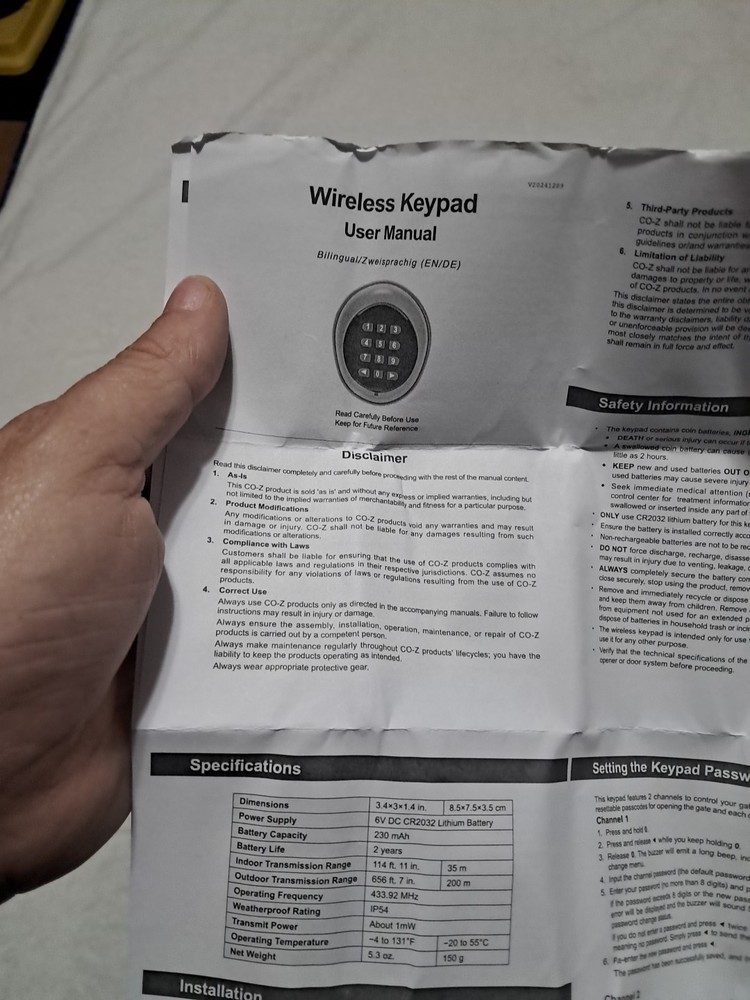 V20241209
Wireless Keypad
User Manual
Bilingual/Zweisprachig (EN/DE)
1 2 3
4 5 6
7 8 9
◄ 0 ►
Read Carefully Before Use
Keep for Future Reference
Disclaimer
Read this disclaimer completely and carefully before proceeding with the rest of the manual content.
1. As-Is
This CO-Z product is sold 'as is' and without any express or implied warranties, including but
not limited to the implied warranties of merchantability and fitness for a particular purpose.
2. Product Modifications
Any modifications or alterations to CO-Z products void any warranties and may result
in damage or injury. CO-Z shall not be liable for any damages resulting from such
modifications or alterations.
3. Compliance with Laws
Customers shall be liable for ensuring that the use of CO-Z products complies with
all applicable laws and regulations in their respective jurisdictions. CO-Z assumes no
responsibility for any violations of laws or regulations resulting from the use of CO-Z
products.
4. Correct Use
Always use CO-Z products only as directed in the accompanying manuals. Failure to follow
instructions may result in injury or damage.
Always ensure the assembly, installation, operation, maintenance, or repair of CO-Z
products is carried out by a competent person.
Always make maintenance regularly throughout CO-Z products' lifecycles; you have the
liability to keep the products operating as intended.
Always wear appropriate protective gear.
5. Third-Party Products
CO-Z shall not be liable
products in conjunction
guidelines or/and warranties
6. Limitation of Liability
CO-Z shall not be liable for
damages to property or life,
of CO-Z products. In no event
This disclaimer states the entire
this disclaimer is determined to be
to the warranty disclaimers, liability
or unenforceable provision will be
most closely matches the intent of
shall remain in full force and effect.
Safety Information
• The keypad contains coin batteries.
• DEATH or serious injury can occur if
• A swallowed coin battery can cause
little as 2 hours.
• KEEP new and used batteries OUT
used batteries may cause severe injury
• Seek immediate medical attention
control center for treatment information
swallowed or inserted inside any part of
• ONLY use CR2032 lithium battery for this
• Ensure the battery is installed correctly
• Non-rechargeable batteries are not to be
• DO NOT force discharge, recharge,
may result in injury due to venting, leakage,
• ALWAYS completely secure the battery
close securely, stop using the product,
• Remove and immediately recycle or dispose
and keep them away from children. Remove
from equipment not used for an extended
dispose of batteries in household trash or
• The wireless keypad is intended only for use
use it for any other purpose.
• Verify that the technical specifications of the
opener or door system before proceeding.
Specifications
Dimensions 3.4×3×1.4 in. 8.5×7.5×3.5 cm
Power Supply 6V DC CR2032 Lithium Battery
Battery Capacity 230 mAh
Battery Life 2 years
Indoor Transmission Range 114 ft. 11 in. 35 m
Outdoor Transmission Range 656 ft. 7 in. 200 m
Operating Frequency 433.92 MHz
Weatherproof Rating IP54
Transmit Power About 1mW
Operating Temperature −4 to 131°F −20 to 55°C
Net Weight 5.3 oz. 150 g
Installation
Setting the Keypad Passw
This keypad features 2 channels to control your
resettable passcodes for opening the gate and each
Channel 1
1. Press and hold 0.
2. Press and release ◄ while you keep holding 0.
3. Release 0. The buzzer will emit a long beep,
change menu.
4. Input the channel password (the default password
5. Enter your password (no more than 8 digits) and
If the password exceeds 8 digits or the new
error will be displayed and the buzzer will sound
password change status.
If you do not enter a password and press ◄ twice
meaning no password. Simply press ◄ to send the
6. Re-enter the new password and press ◄.
The password has been successfully saved,
Channel 2